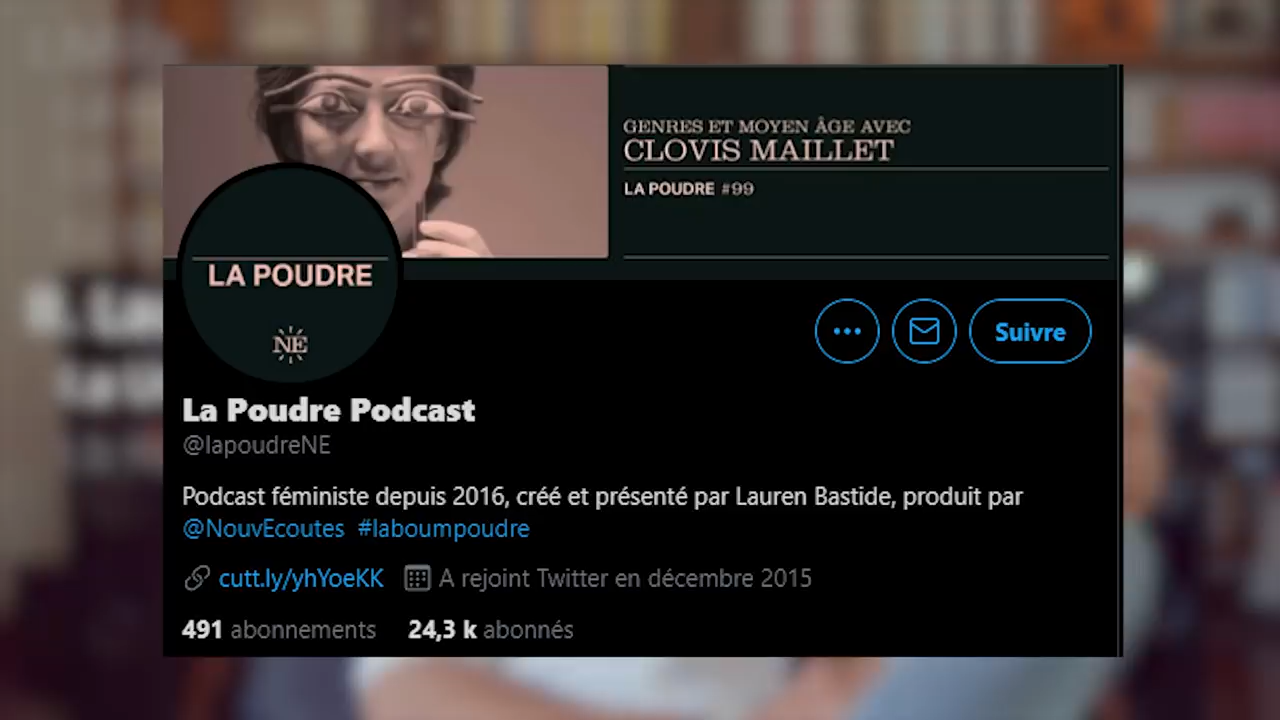 GENRES ET MOYEN ÂGE AVEC
CLOVIS MAILLET
LA POUDRE #99
LA POUDRE
NÉ
Suivre
La Poudre Podcast
@lapoudreNE
Podcast féministe depuis 2016, créé et présenté par Lauren Bastide, produit par
@NouvEcoutes #laboumpoudre
cutt.ly/yhYoeKK A rejoint Twitter en décembre 2015
491 abonnements 24,3 k abonnés